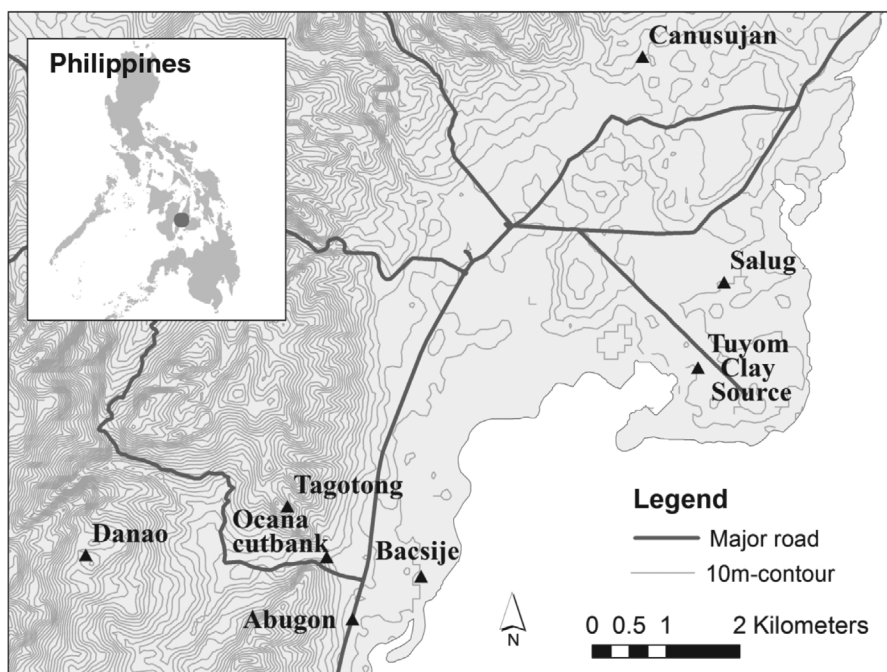 Philippines
Canusujan
Salug
Tuyom
Clay
Source
Tagotong
Ocana
cutbank
Danao
Bacsije
Abugon
Legend
Major road
10m-contour
N
0 0.5 1 2 Kilometers